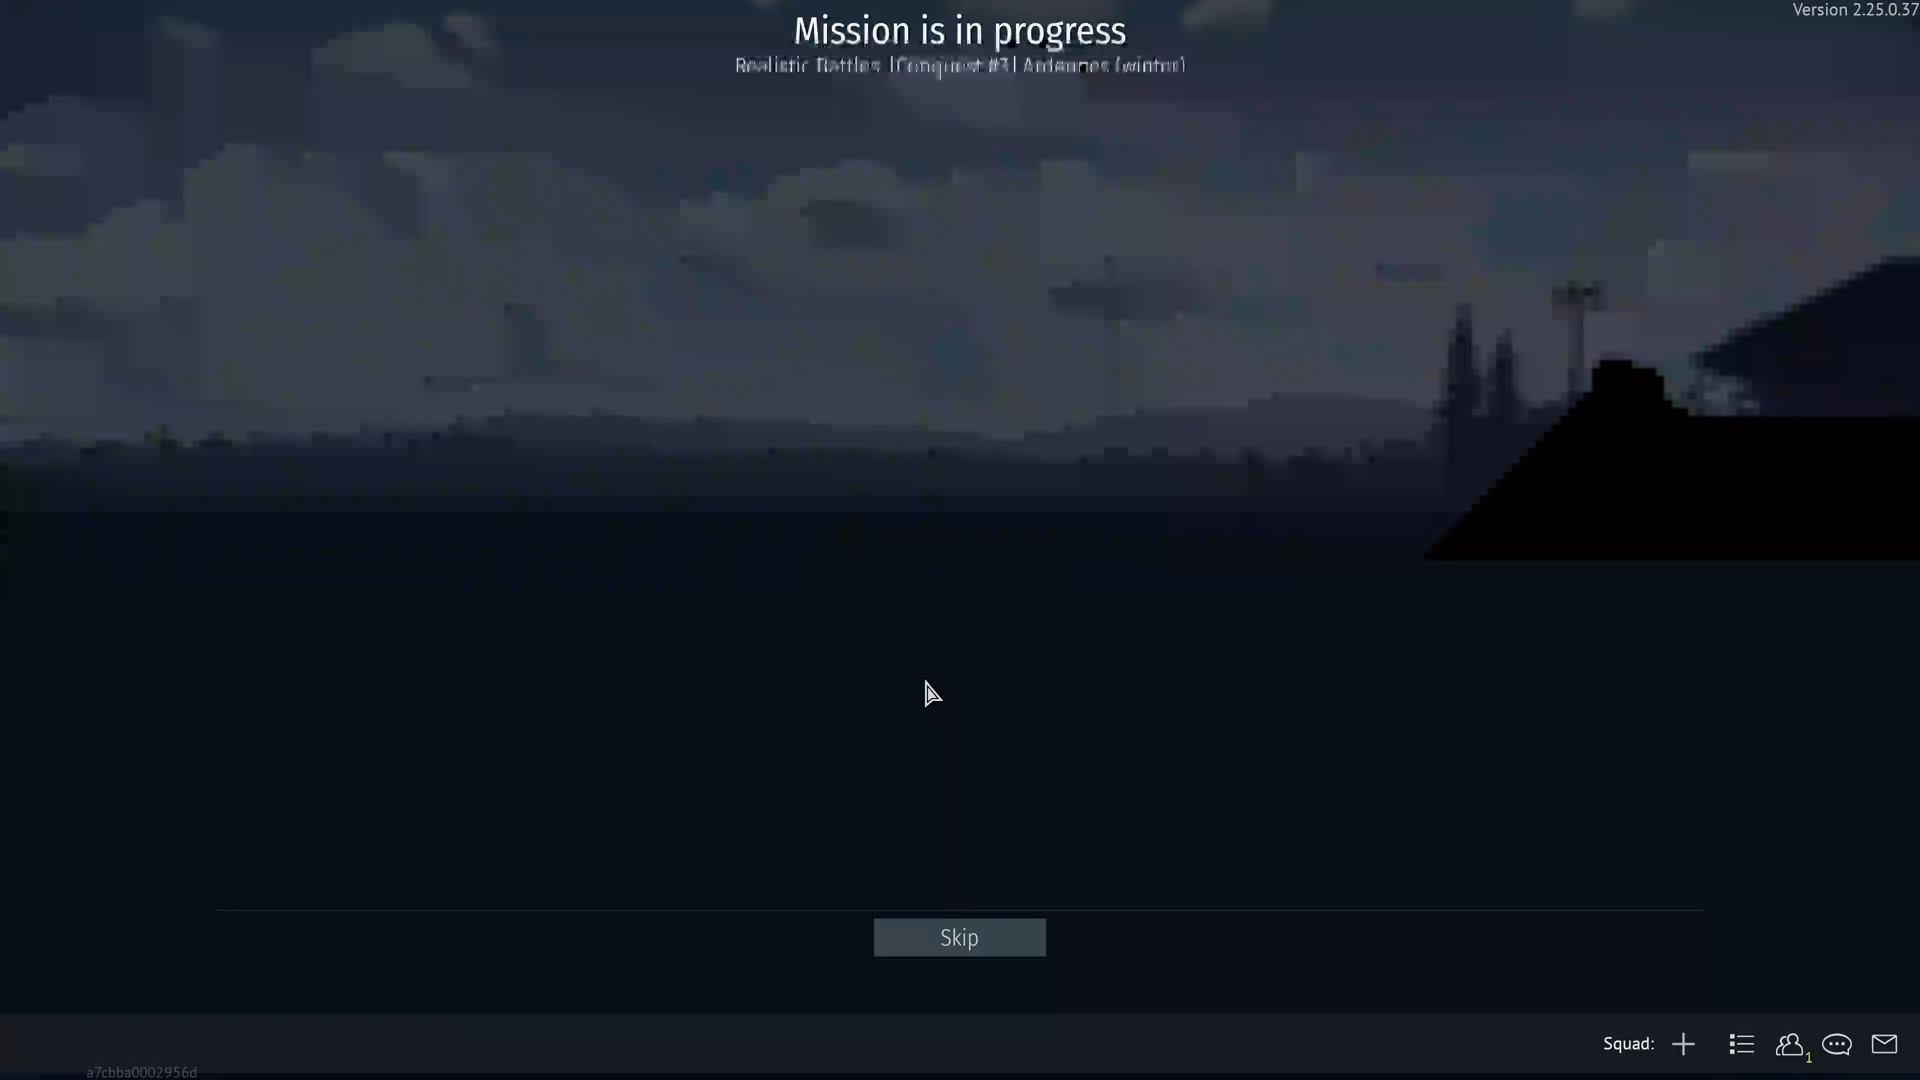 Version 2.25.0.37
Mission is in progress
Realistic Battles [Conquest #3] Ardennes (winter)
Skip
Squad:
1
a7cbba0002956d